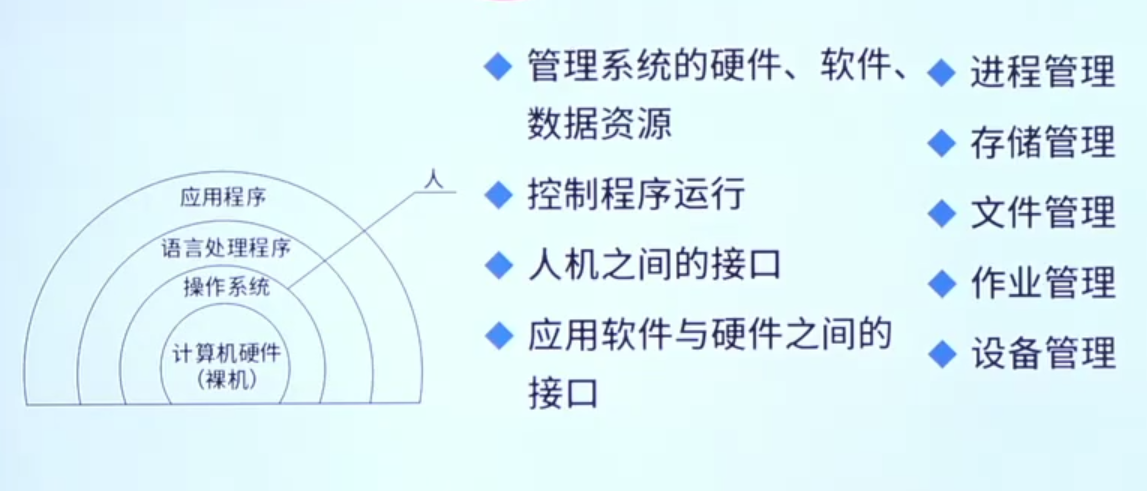 应用程序
语言处理程序
操作系统
计算机硬件
（裸机）
人
管理系统的硬件、软件、
数据资源
控制程序运行
人机之间的接口
应用软件与硬件之间的
接口
进程管理
存储管理
文件管理
作业管理
设备管理